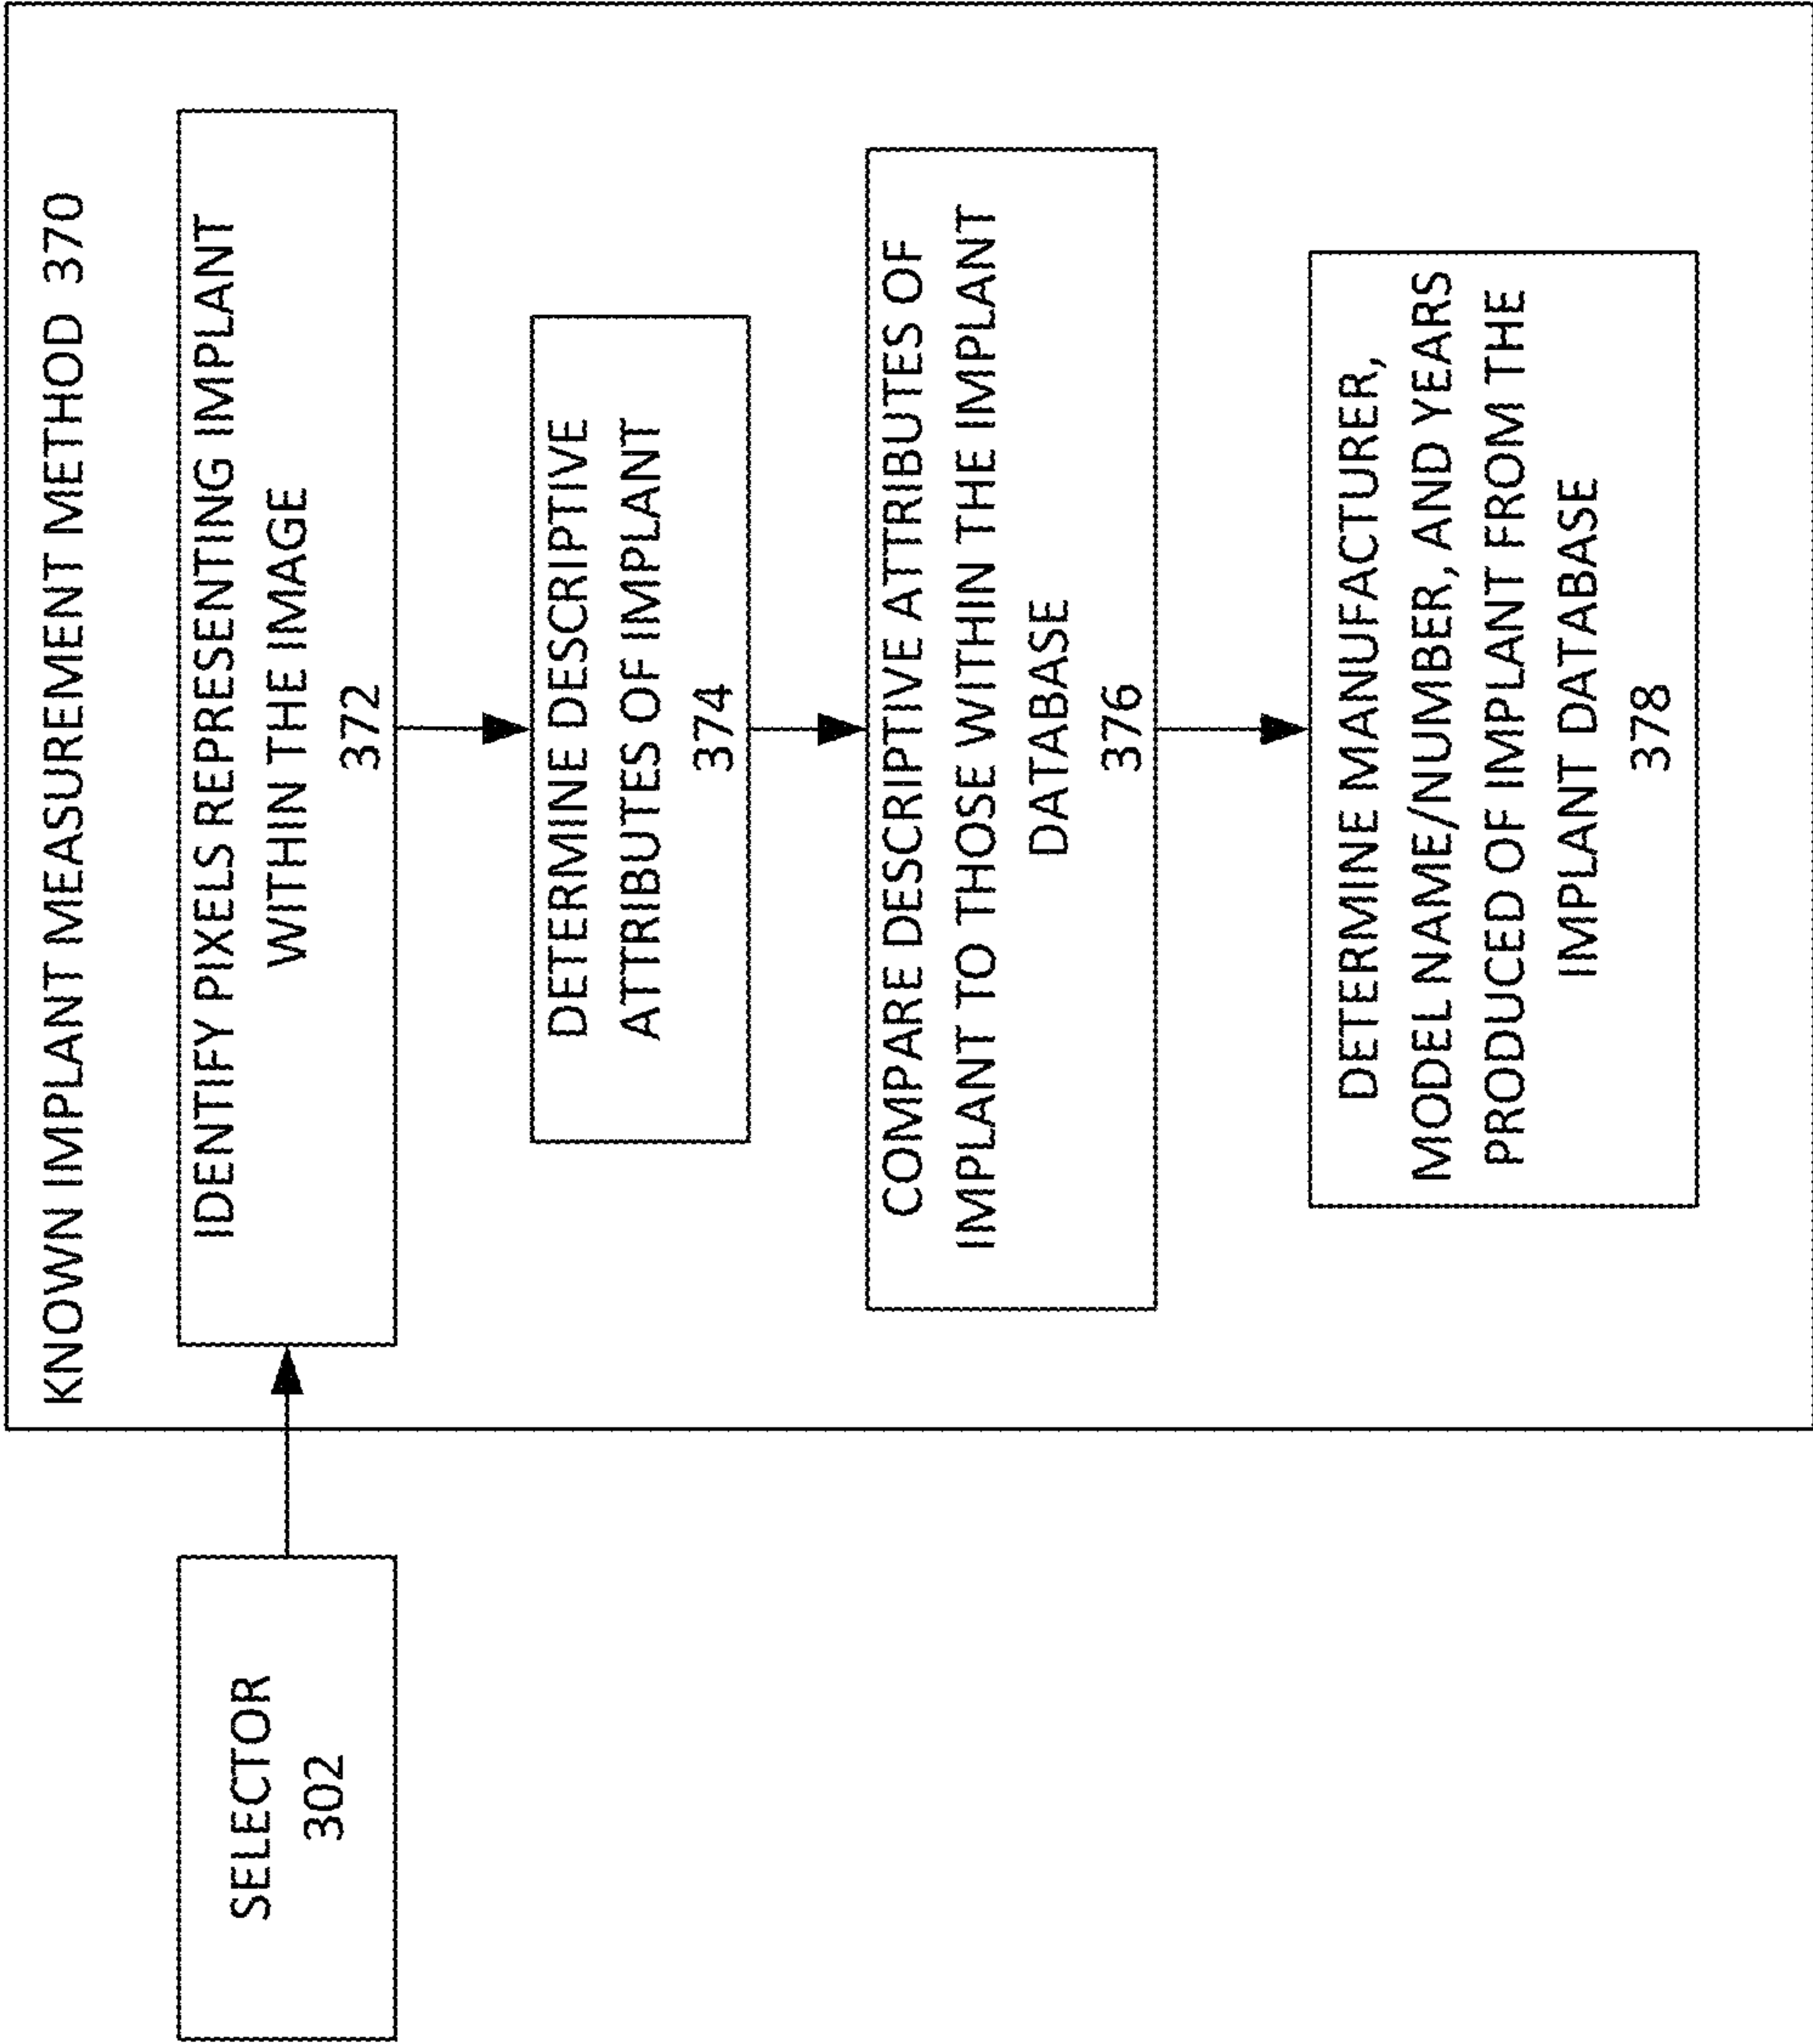 KNOWN IMPLANT MEASUREMENT METHOD 370
SELECTOR
302
IDENTIFY PIXELS REPRESENTING IMPLANT
WITHIN THE IMAGE
372
DETERMINE DESCRIPTIVE
ATTRIBUTES OF IMPLANT
374
COMPARE DESCRIPTIVE ATTRIBUTES OF
IMPLANT TO THOSE WITHIN THE IMPLANT
DATABASE
376
DETERMINE MANUFACTURER,
MODEL NAME/NUMBER, AND YEARS
PRODUCED OF IMPLANT FROM THE
IMPLANT DATABASE
378